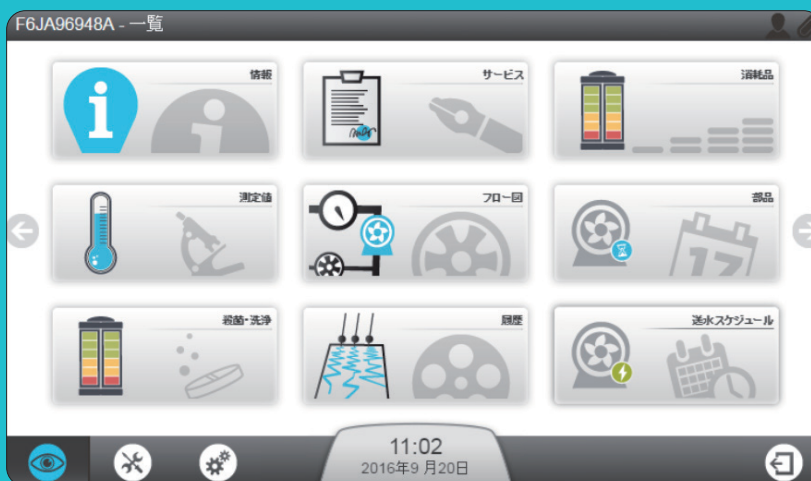 F6JA96948A - 一覧
情報
サービス
消耗品
測定値
フロー図
部品
17
殺菌・洗浄
履歴
送水スケジュール
11:02
2016年9月20日